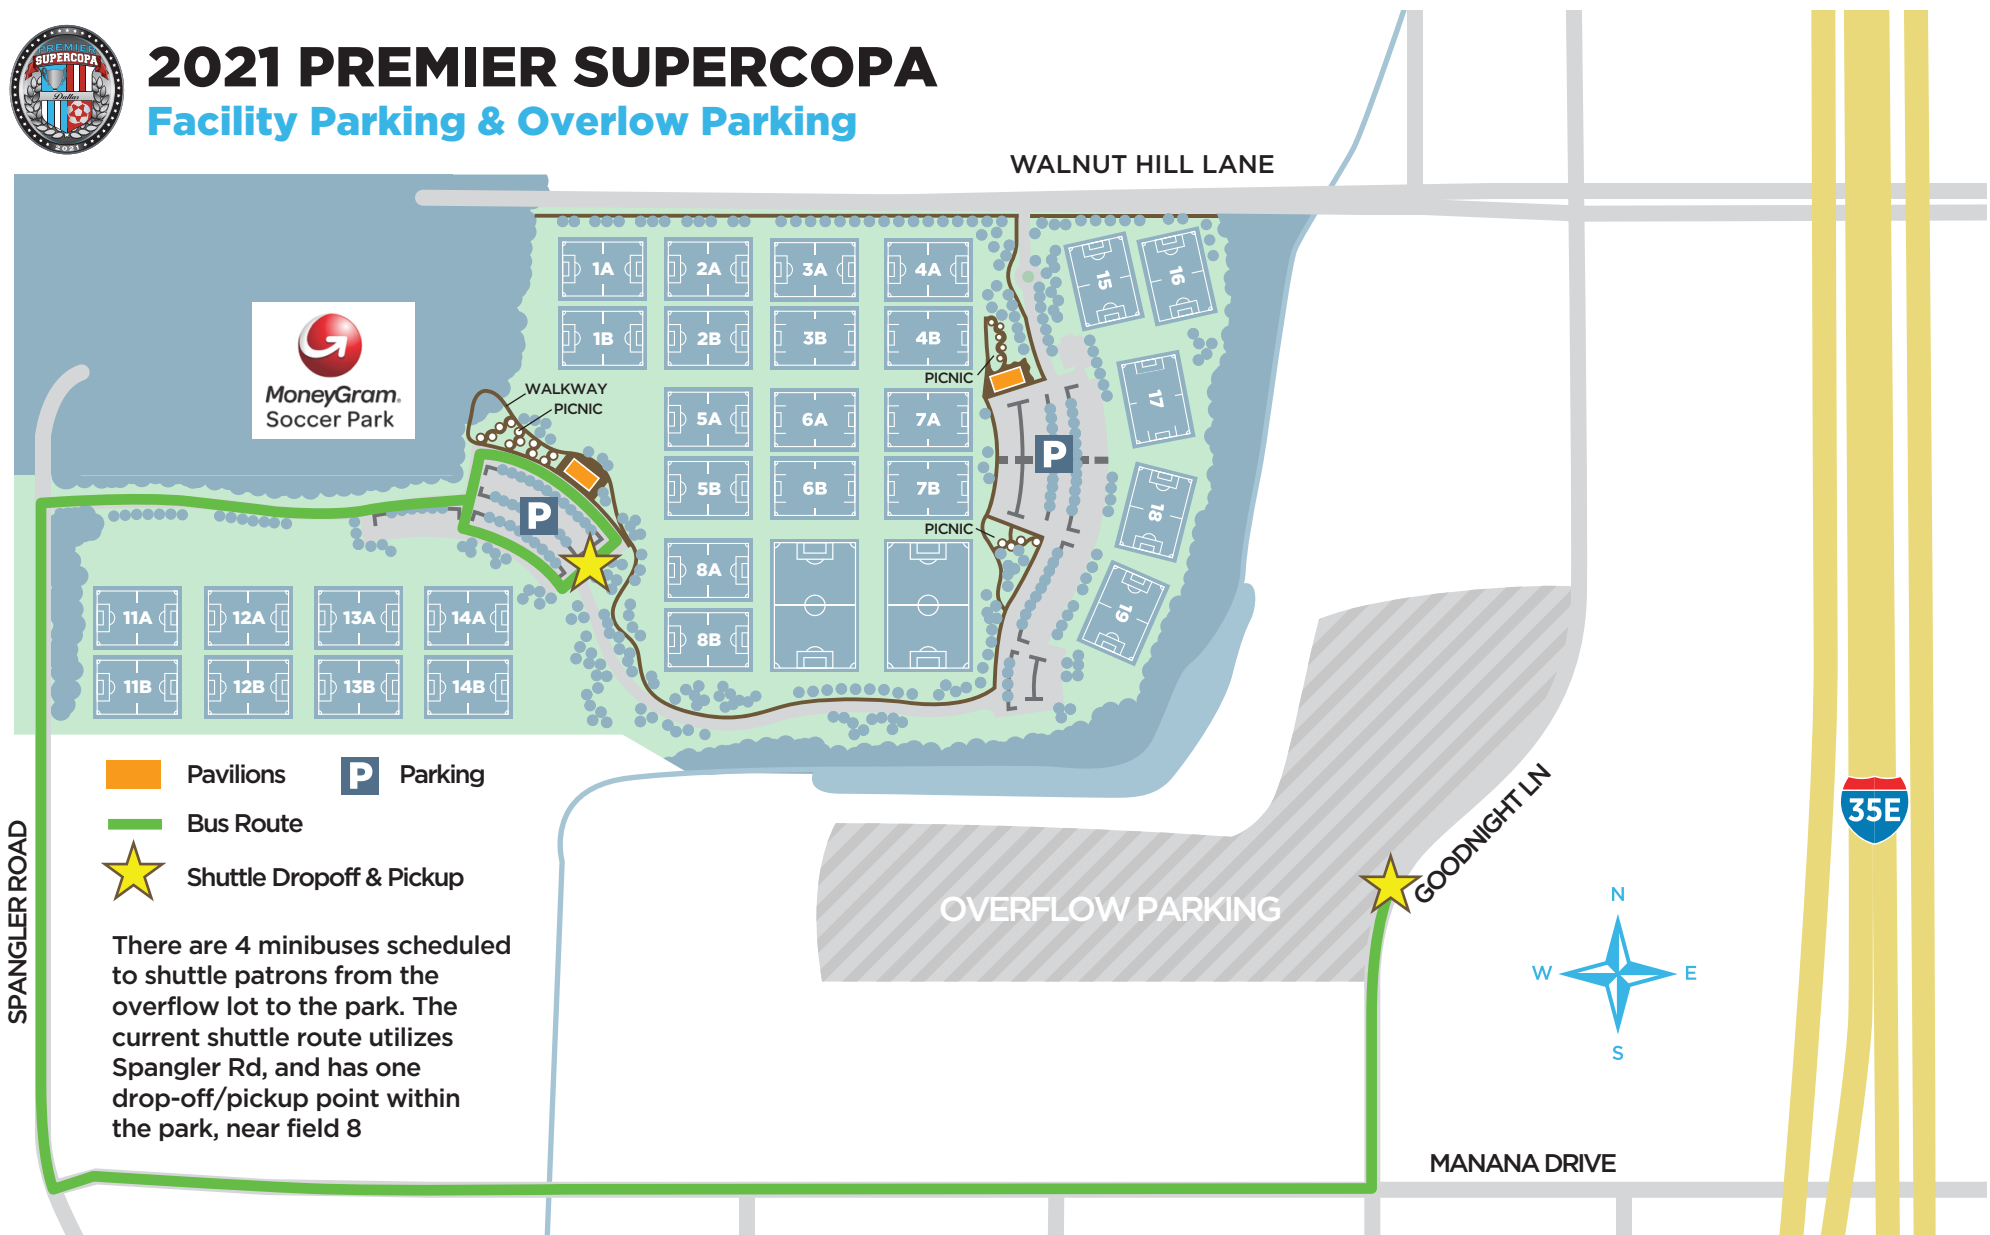 PREMIER
SUPERCOPA
Dallas
2021
2021 PREMIER SUPERCOPA
Facility Parking & Overlow Parking
WALNUT HILL LANE
MoneyGram.
Soccer Park
1A
2A
3A
4A
15
16
1B
2B
3B
4B
PICNIC
WALKWAY
PICNIC
17
5A
6A
7A
P
5B
6B
7B
18
P
PICNIC
8A
19
8B
11A
12A
13A
14A
11B
12B
13B
14B
Pavilions
P
Parking
Bus Route
Shuttle Dropoff & Pickup
There are 4 minibuses scheduled
to shuttle patrons from the
overflow lot to the park. The
current shuttle route utilizes
Spangler Rd, and has one
drop-off/pickup point within
the park, near field 8
SPANGLER ROAD
OVERFLOW PARKING
GOODNIGHT LN
35E
N
W
E
S
MANANA DRIVE